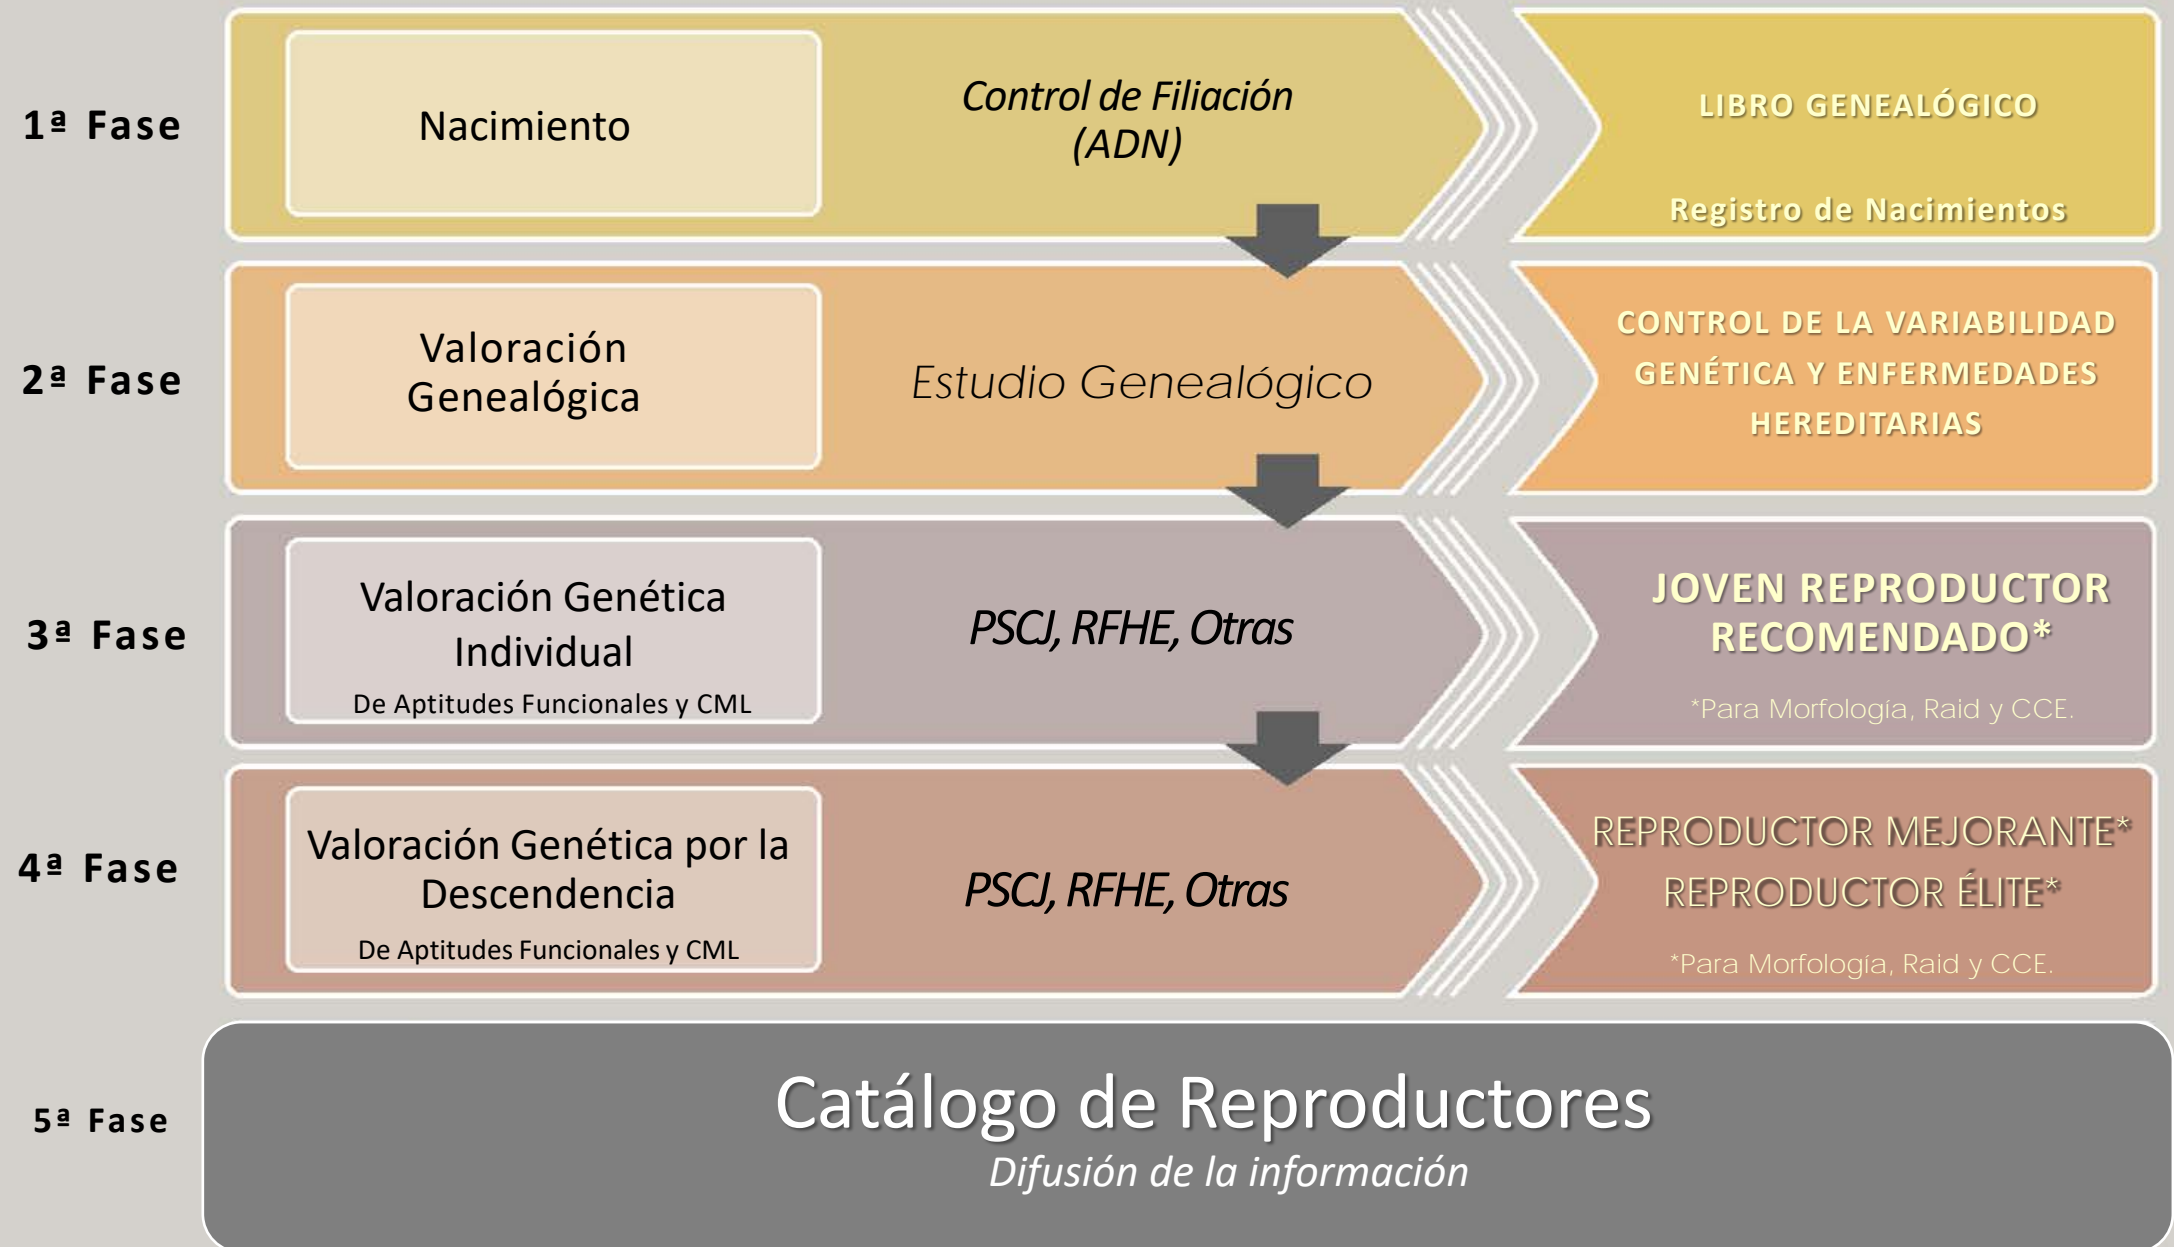 1ª Fase
Nacimiento
Control de Filiación
(ADN)
LIBRO GENEALÓGICO
Registro de Nacimientos
2ª Fase
Valoración
Genealógica
Estudio Genealógico
CONTROL DE LA VARIABILIDAD
GENÉTICA Y ENFERMEDADES
HEREDITARIAS
3ª Fase
Valoración Genética
Individual
De Aptitudes Funcionales y CML
PSCJ, RFHE, Otras
JOVEN REPRODUCTOR
RECOMENDADO*
*Para Morfología, Raid y CCE.
4ª Fase
Valoración Genética por la
Descendencia
De Aptitudes Funcionales y CML
PSCJ, RFHE, Otras
REPRODUCTOR MEJORANTE*
REPRODUCTOR ÉLITE*
*Para Morfología, Raid y CCE.
5ª Fase
Catálogo de Reproductores
Difusión de la información